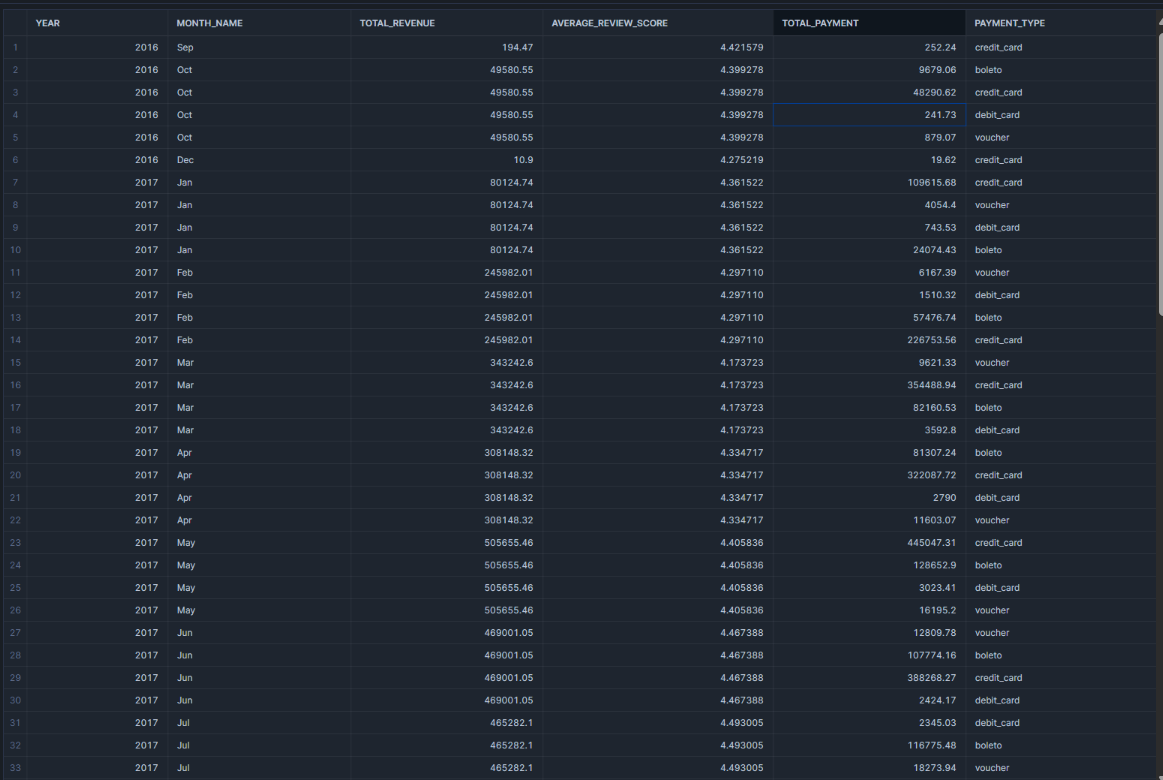 YEAR MONTH_NAME TOTAL_REVENUE AVERAGE_REVIEW_SCORE TOTAL_PAYMENT PAYMENT_TYPE
1 2016 Sep 194.47 4.421579 252.24 credit_card
2 2016 Oct 49580.55 4.399278 9679.06 boleto
3 2016 Oct 49580.55 4.399278 48290.62 credit_card
4 2016 Oct 49580.55 4.399278 241.73 debit_card
5 2016 Oct 49580.55 4.399278 879.07 voucher
6 2016 Dec 10.9 4.275219 19.62 credit_card
7 2017 Jan 80124.74 4.361522 109615.68 credit_card
8 2017 Jan 80124.74 4.361522 4054.4 voucher
9 2017 Jan 80124.74 4.361522 743.53 debit_card
10 2017 Jan 80124.74 4.361522 24074.43 boleto
11 2017 Feb 245982.01 4.297110 6167.39 voucher
12 2017 Feb 245982.01 4.297110 1510.32 debit_card
13 2017 Feb 245982.01 4.297110 57476.74 boleto
14 2017 Feb 245982.01 4.297110 226753.56 credit_card
15 2017 Mar 343242.6 4.173723 9621.33 voucher
16 2017 Mar 343242.6 4.173723 354488.94 credit_card
17 2017 Mar 343242.6 4.173723 82160.53 boleto
18 2017 Mar 343242.6 4.173723 3592.8 debit_card
19 2017 Apr 308148.32 4.334717 81307.24 boleto
20 2017 Apr 308148.32 4.334717 322087.72 credit_card
21 2017 Apr 308148.32 4.334717 2790 debit_card
22 2017 Apr 308148.32 4.334717 11603.07 voucher
23 2017 May 505655.46 4.405836 445047.31 credit_card
24 2017 May 505655.46 4.405836 128652.9 boleto
25 2017 May 505655.46 4.405836 3023.41 debit_card
26 2017 May 505655.46 4.405836 16195.2 voucher
27 2017 Jun 469001.05 4.467388 12809.78 voucher
28 2017 Jun 469001.05 4.467388 107774.16 boleto
29 2017 Jun 469001.05 4.467388 388268.27 credit_card
30 2017 Jun 469001.05 4.467388 2424.17 debit_card
31 2017 Jul 465282.1 4.493005 2345.03 debit_card
32 2017 Jul 465282.1 4.493005 116775.48 boleto
33 2017 Jul 465282.1 4.493005 18273.94 voucher